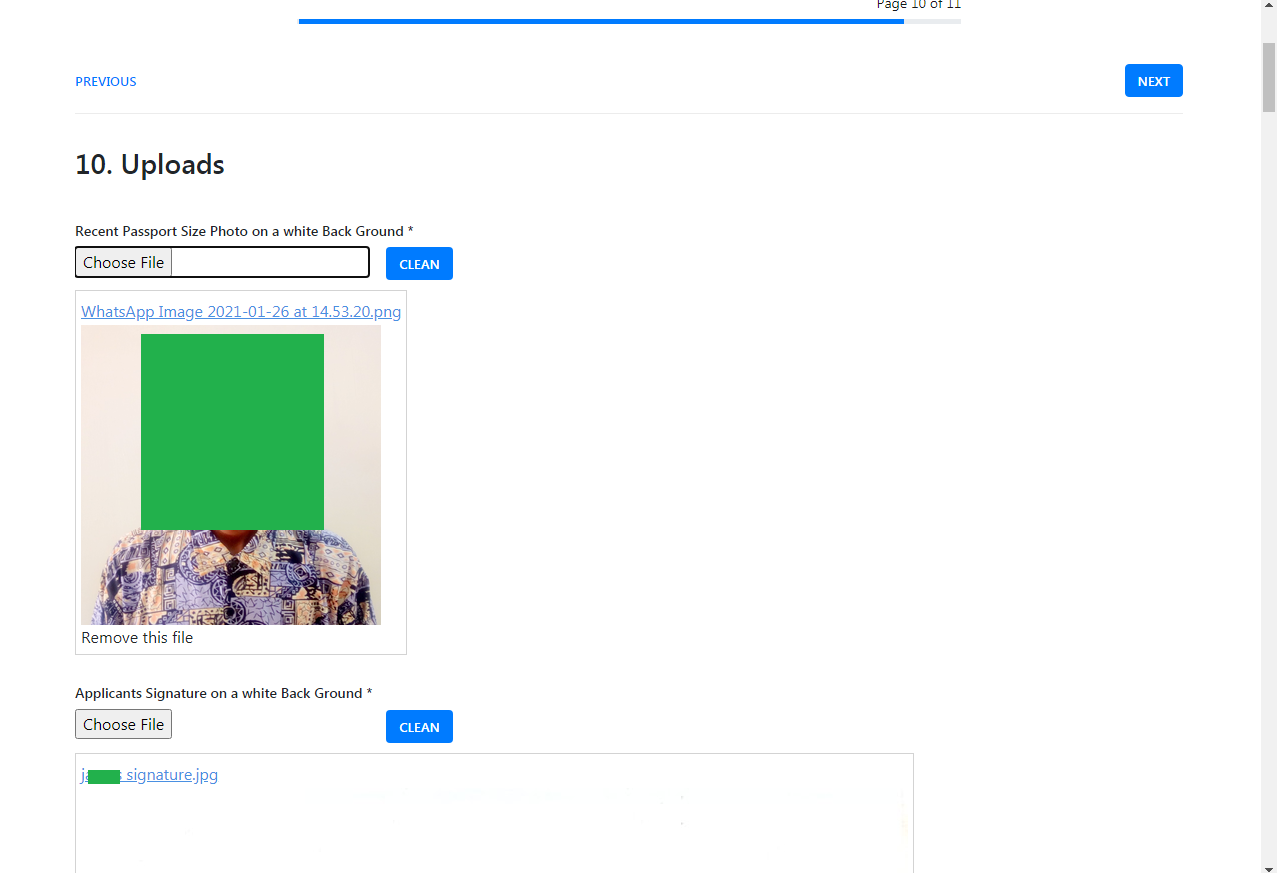 Page 10 of 11
PREVIOUS
NEXT
10. Uploads
Recent Passport Size Photo on a white Back Ground *
Choose File
CLEAN
WhatsApp Image 2021-01-26 at 14.53.20.png
Remove this file
Applicants Signature on a white Back Ground *
Choose File
CLEAN
signature.jpg